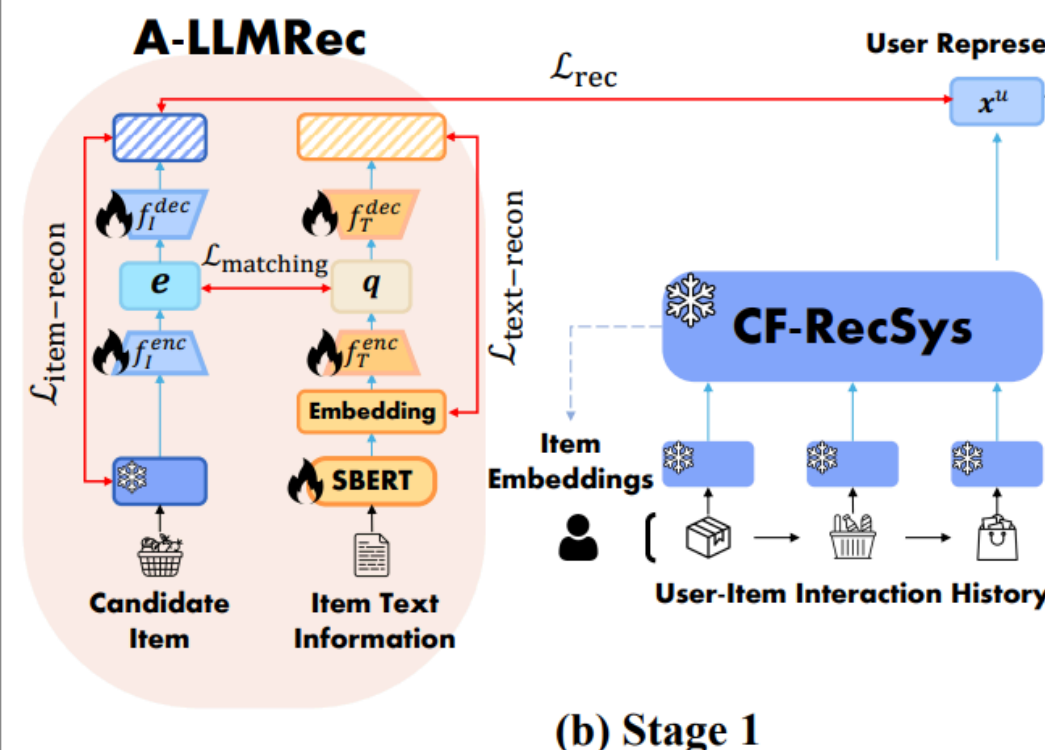 A-LLMRec
User Represe
ℒrec
x^u
f_I^dec
f_T^dec
ℒitem−recon
e
ℒmatching
q
ℒtext−recon
f_I^enc
f_T^enc
CF-RecSys
Embedding
SBERT
Item
Embeddings
Candidate
Item
Item Text
Information
User-Item Interaction History
(b) Stage 1